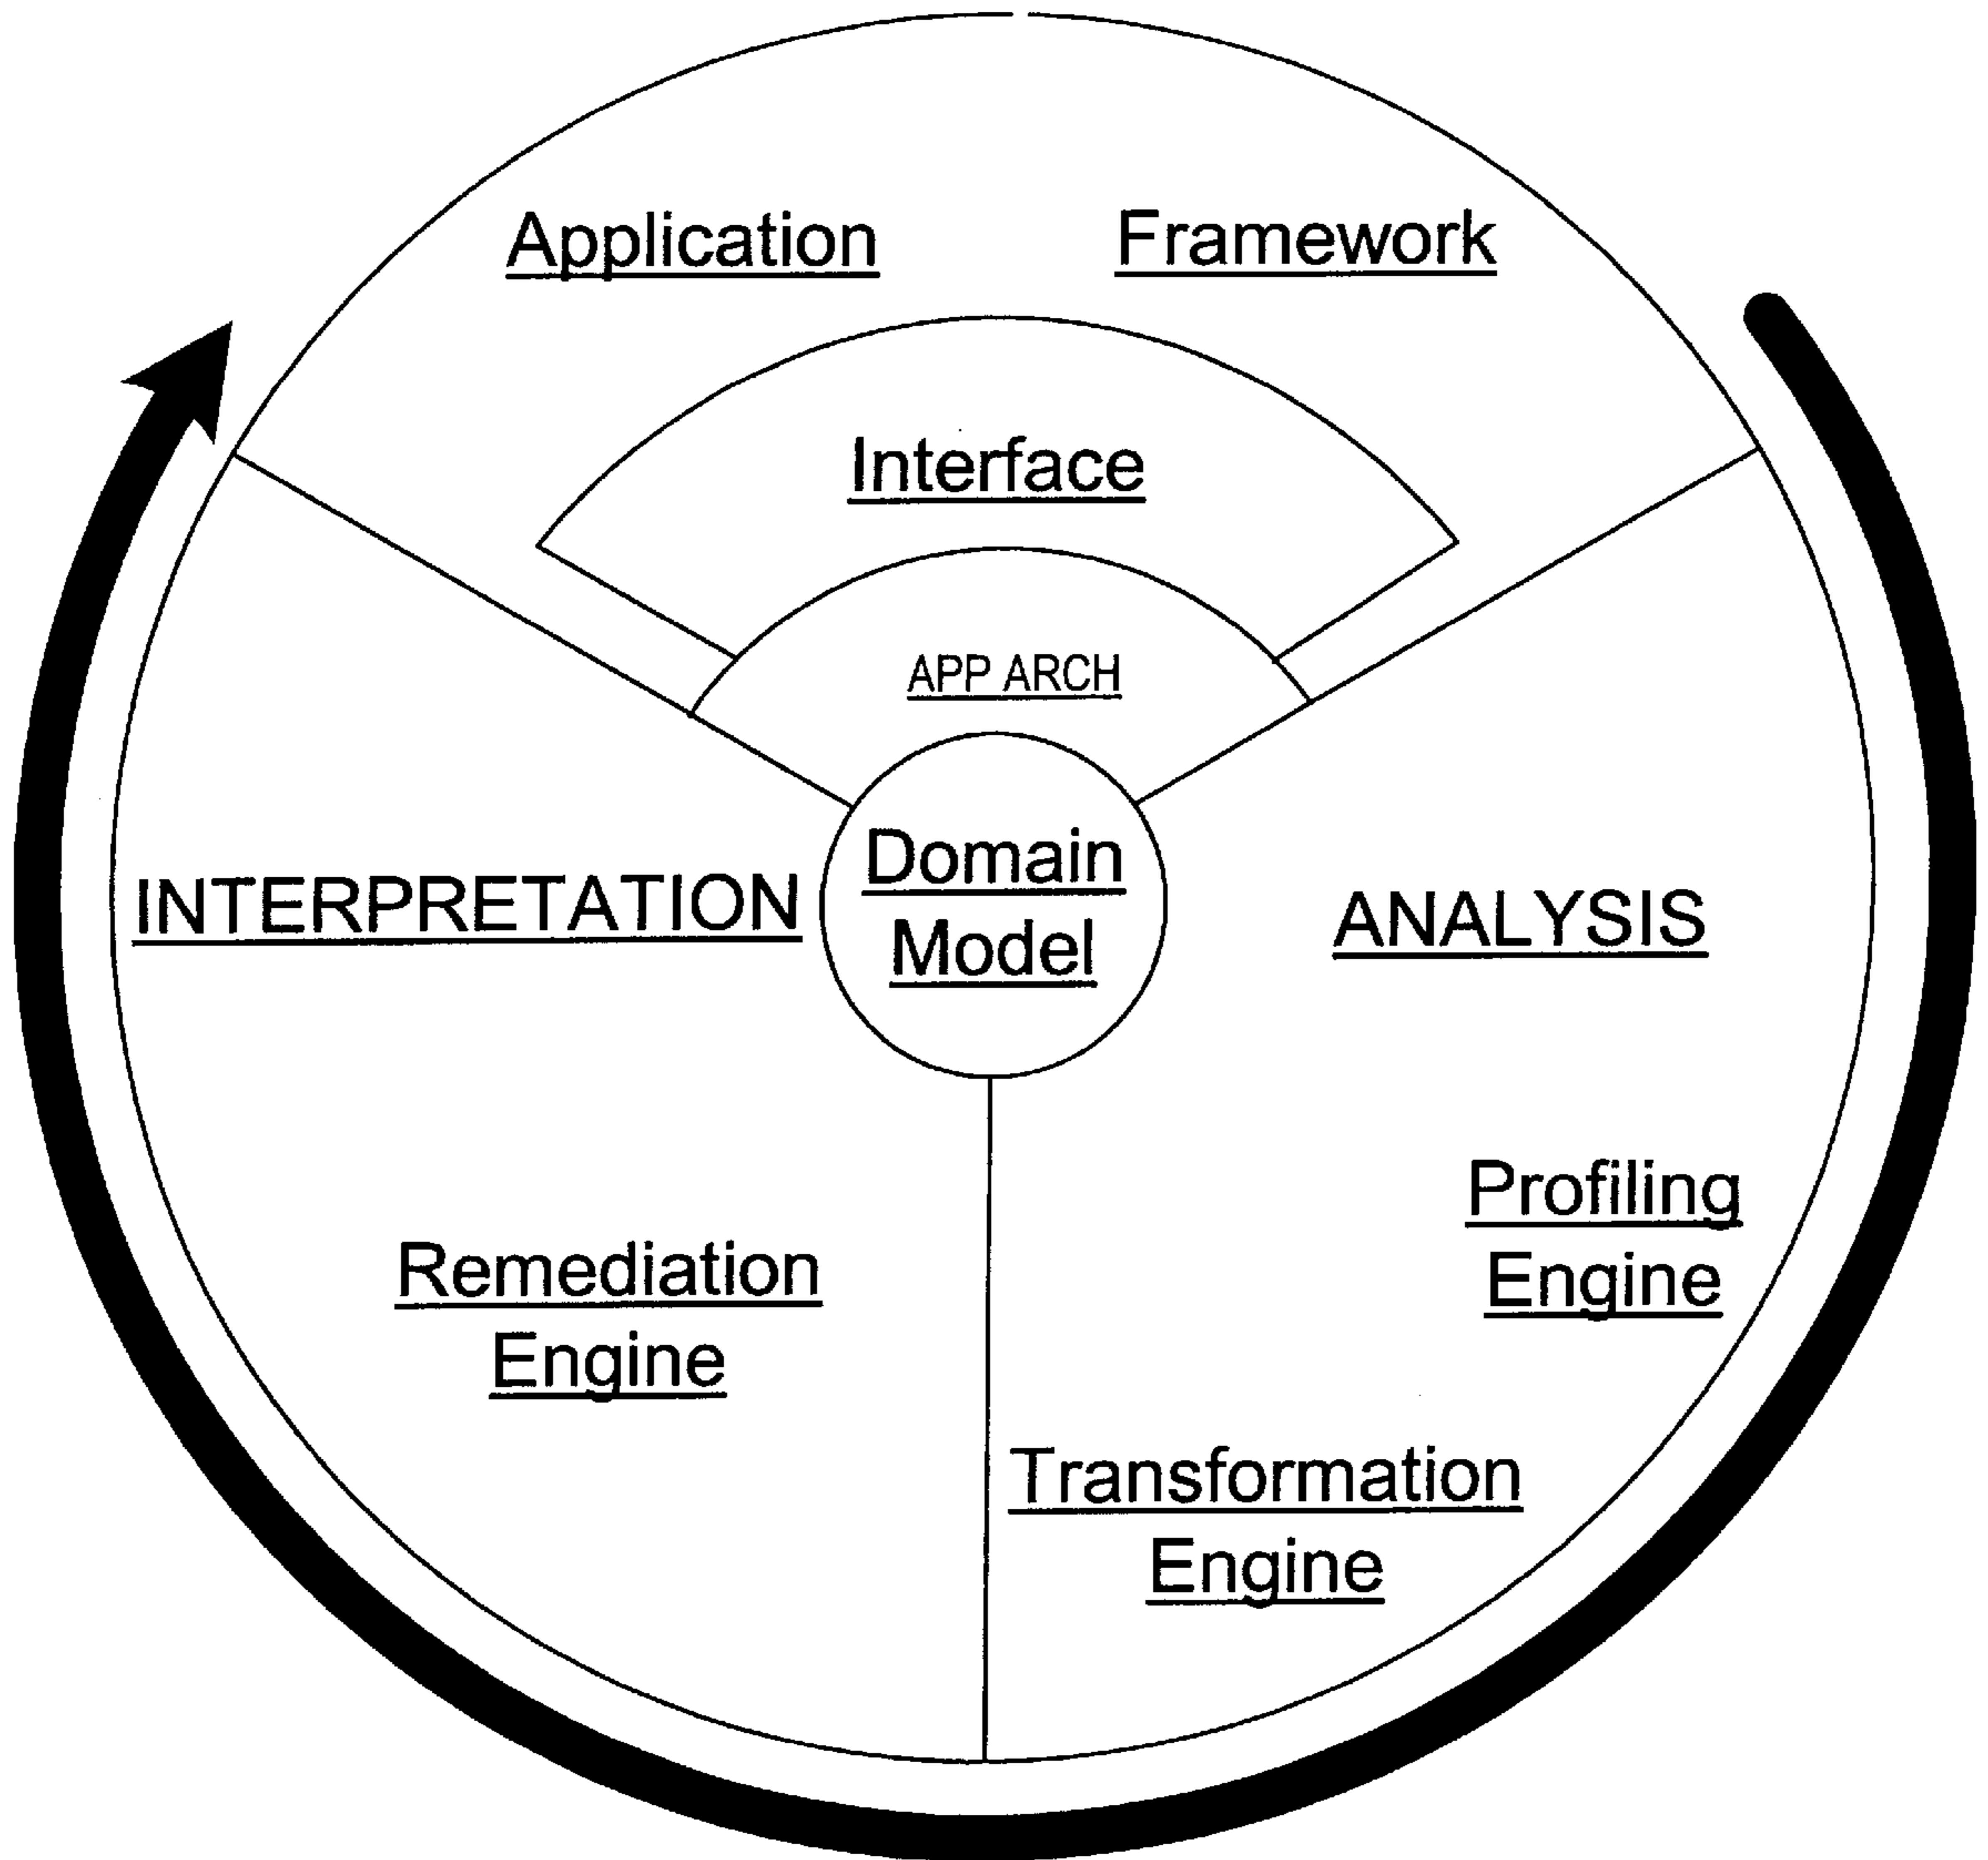 Application Framework
Interface
APP ARCH
Domain
Model
INTERPRETATION
ANALYSIS
Profiling
Engine
Remediation
Engine
Transformation
Engine